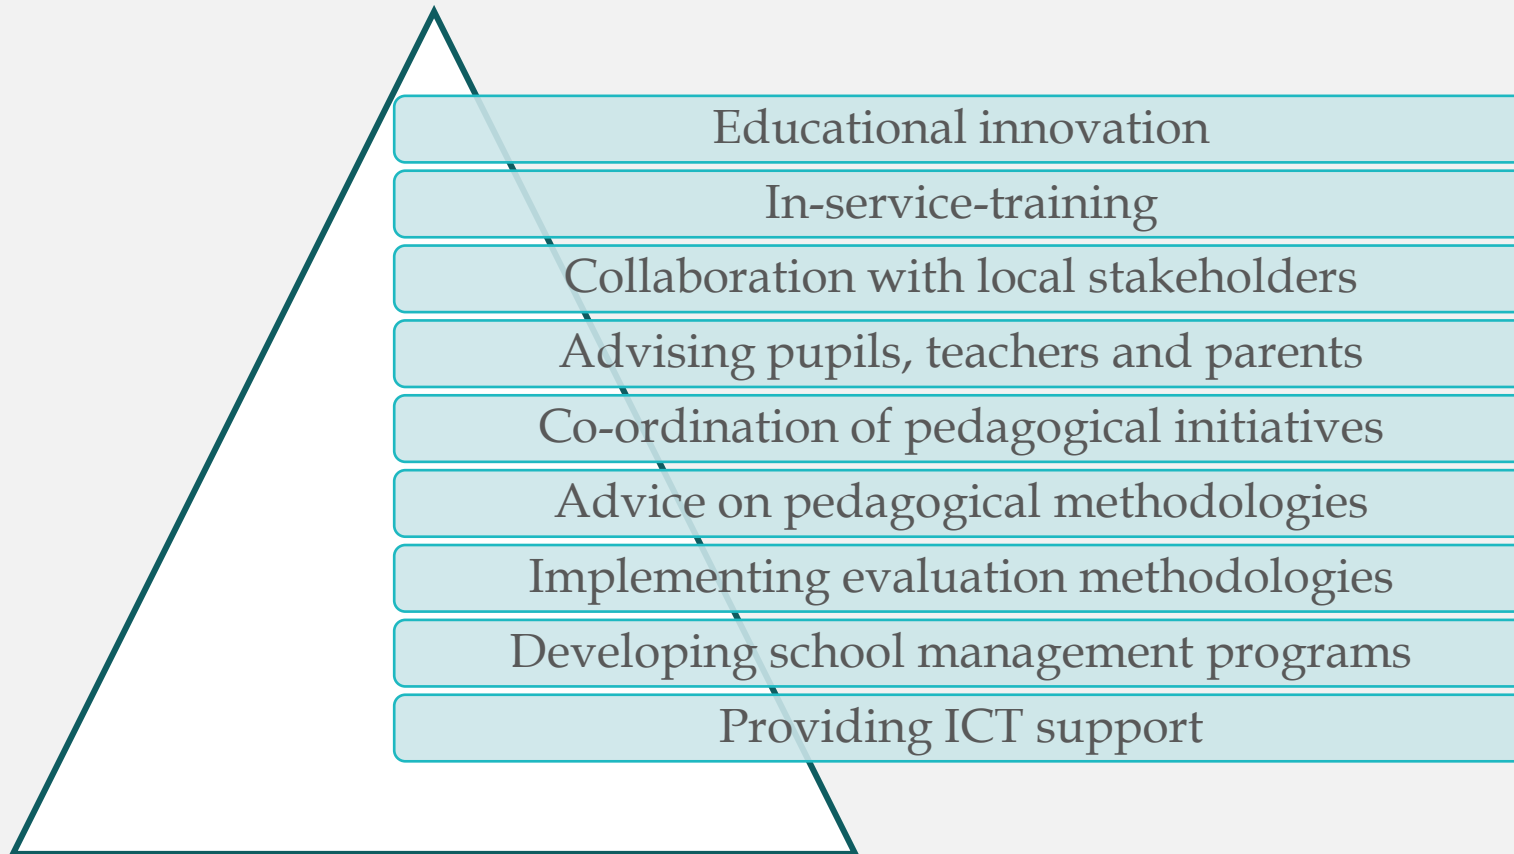 Educational innovation
In-service-training
Collaboration with local stakeholders
Advising pupils, teachers and parents
Co-ordination of pedagogical initiatives
Advice on pedagogical methodologies
Implementing evaluation methodologies
Developing school management programs
Providing ICT support